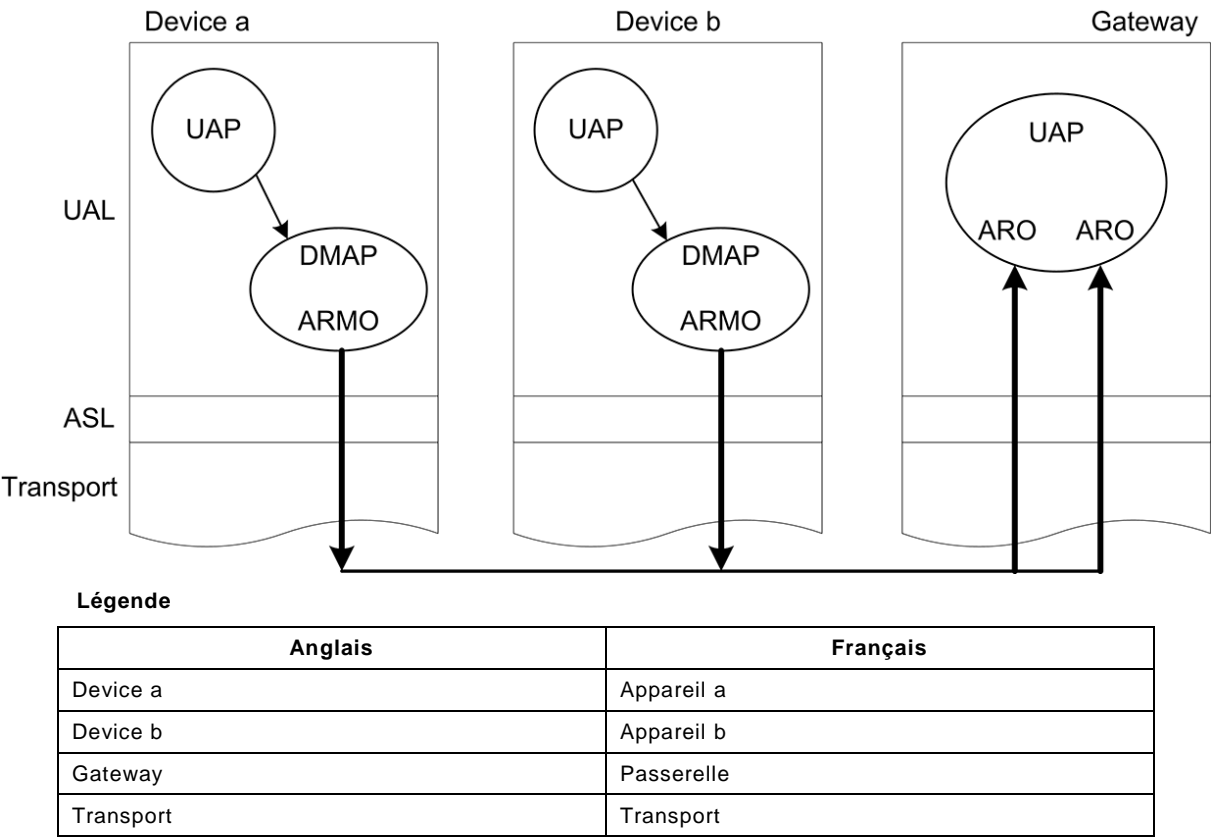 Device a
Device b
Gateway
UAP
UAP
UAP
UAL
ARO ARO
DMAP
DMAP
ARMO
ARMO
ASL
Transport
Légende
Anglais Français
Device a Appareil a
Device b Appareil b
Gateway Passerelle
Transport Transport